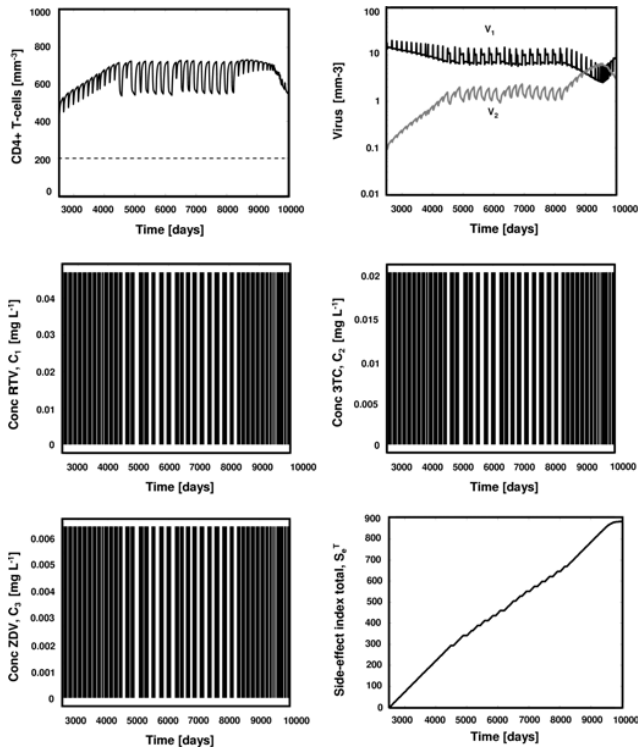 1000
800
600
400
200
0
CD4+ T-cells [mm⁻³]
3000 4000 5000 6000 7000 8000 9000 10000
Time [days]
100
10
1
0.1
0.01
Virus [mm-3]
V₁
V₂
3000 4000 5000 6000 7000 8000 9000 10000
Time [days]
0.04
0.03
0.02
0.01
0
Conc RTV, C₁ [mg L⁻¹]
3000 4000 5000 6000 7000 8000 9000 10000
Time [days]
0.02
0.015
0.01
0.005
0
Conc 3TC, C₂ [mg L⁻¹]
3000 4000 5000 6000 7000 8000 9000 10000
Time [days]
0.006
0.005
0.004
0.003
0.002
0.001
0
Conc ZDV, C₃ [mg L⁻¹]
3000 4000 5000 6000 7000 8000 9000 10000
Time [days]
900
800
700
600
500
400
300
200
100
0
Side-effect index total, SₑT
3000 4000 5000 6000 7000 8000 9000 10000
Time [days]